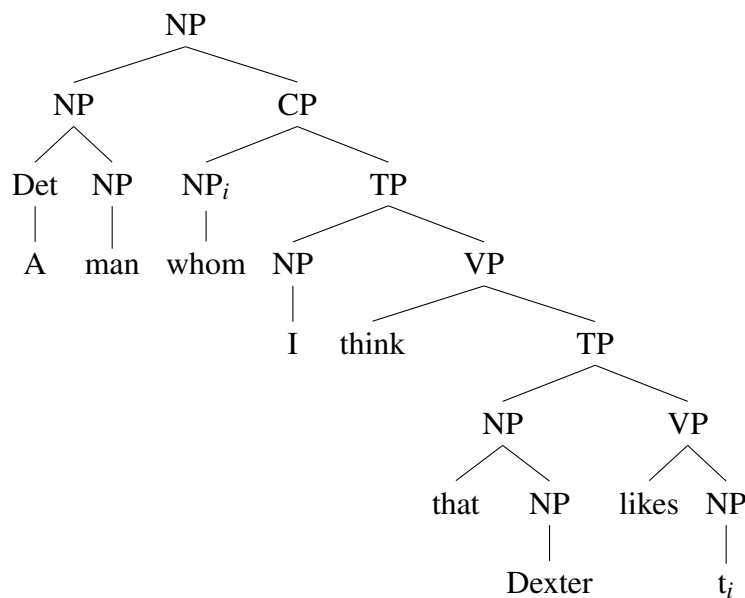 NP
NP CP
Det NP NPi TP
A man whom NP VP
I think TP
NP VP
that NP likes NP
Dexter ti